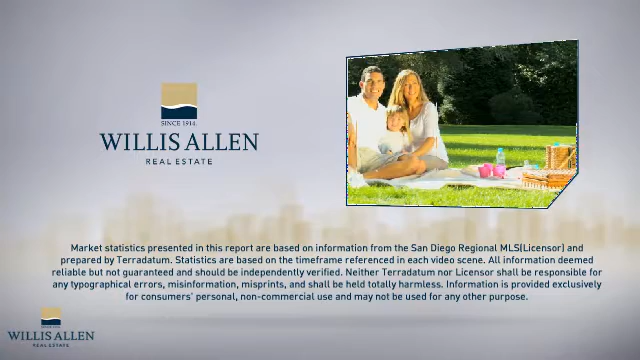 SINCE 1914.
WILLIS ALLEN
REAL ESTATE
Market statistics presented in this report are based on information from the San Diego Regional MLS(Licensor) and
prepared by Terradatum. Statistics are based on the timeframe referenced in each video scene. All information deemed
reliable but not guaranteed and should be independently verified. Neither Terradatum nor Licensor shall be responsible for
any typographical errors, misinformation, misprints, and shall be held totally harmless. Information is provided exclusively
for consumers' personal, non-commercial use and may not be used for any other purpose.
WILLIS ALLEN
REAL ESTATE